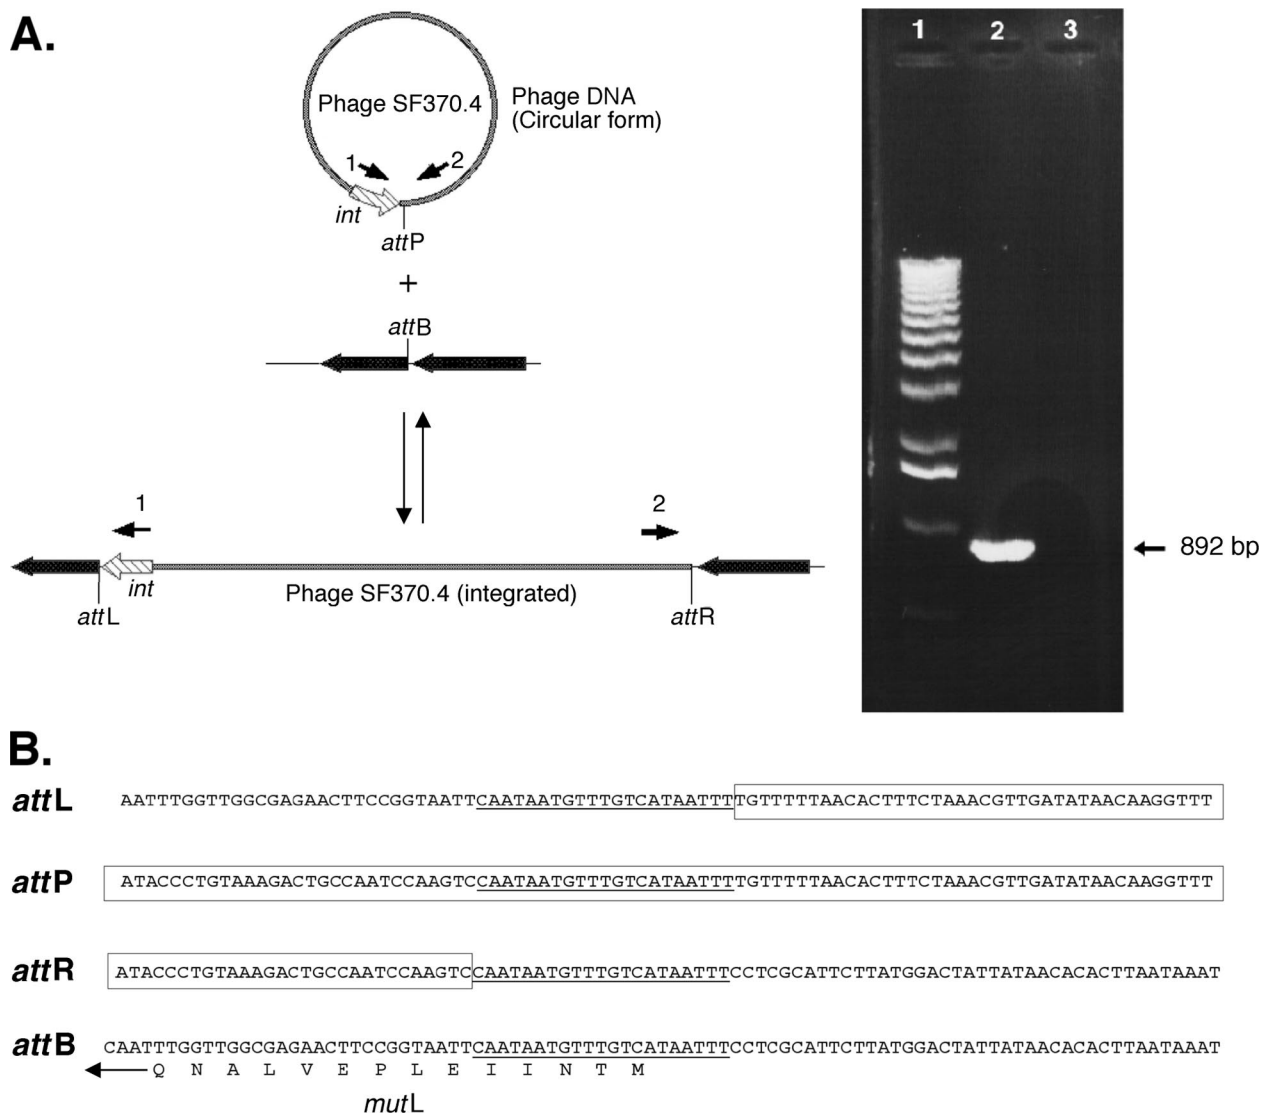 A.
Phage SF370.4
Phage DNA
(Circular form)
1
2
int
attP
+
attB
1
2
int
Phage SF370.4 (integrated)
attL
attR
1 2 3
892 bp
B.
attL AATTTGGTTGGCGAGAACTTCCGGTAATTCAATAATGTTTGTCATAATTTTGTTTTTAACACTTTCTAAACGTTGATATAACAAGGTTT
attP ATACCCTGTAAAGACTGCCAATCCAAGTCCAATAATGTTTGTCATAATTTTGTTTTTAACACTTTCTAAACGTTGATATAACAAGGTTT
attR ATACCCTGTAAAGACTGCCAATCCAAGTCCAATAATGTTTGTCATAATTTCCTCGCATTCTTATGGACTATTATAACACACTTAATAAAT
attB CAATTTGGTTGGCGAGAACTTCCGGTAATTCAATAATGTTTGTCATAATTTCCTCGCATTCTTATGGACTATTATAACACACTTAATAAAT
Q N A L V E P L E I I N T M
mutL